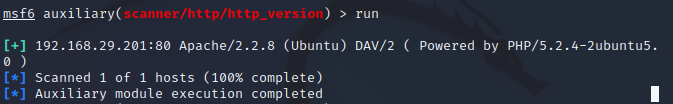 msf6 auxiliary(scanner/http/http_version) > run
[+] 192.168.29.201:80 Apache/2.2.8 (Ubuntu) DAV/2 ( Powered by PHP/5.2.4-2ubuntu5.
0 )
[*] Scanned 1 of 1 hosts (100% complete)
[*] Auxiliary module execution completed